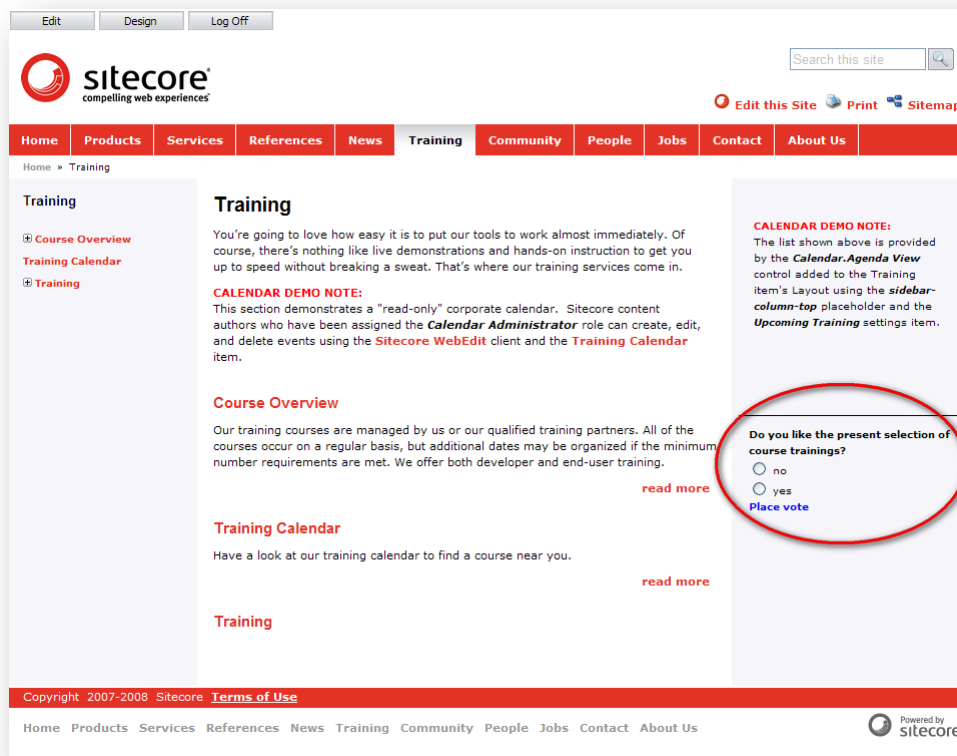 Edit Design Log Off
sitecore
compelling web experiences
Search this site
Edit this Site Print Sitemap
Home Products Services References News Training Community People Jobs Contact About Us
Home » Training
Training
Course Overview
Training Calendar
Training
Training
You're going to love how easy it is to put our tools to work almost immediately. Of
course, there's nothing like live demonstrations and hands-on instruction to get you
up to speed without breaking a sweat. That's where our training services come in.
CALENDAR DEMO NOTE:
This section demonstrates a "read-only" corporate calendar. Sitecore content
authors who have been assigned the Calendar Administrator role can create, edit,
and delete events using the Sitecore WebEdit client and the Training Calendar
item.
Course Overview
Our training courses are managed by us or our qualified training partners. All of the
courses occur on a regular basis, but additional dates may be organized if the minimum
number requirements are met. We offer both developer and end-user training.
read more
Training Calendar
Have a look at our training calendar to find a course near you.
read more
Training
CALENDAR DEMO NOTE:
The list shown above is provided
by the Calendar.Agenda View
control added to the Training
item's Layout using the sidebar-
column-top placeholder and the
Upcoming Training settings item.
Do you like the present selection of
course trainings?
no
yes
Place vote
Copyright 2007-2008 Sitecore Terms of Use
Home Products Services References News Training Community People Jobs Contact About Us
Powered by
sitecore